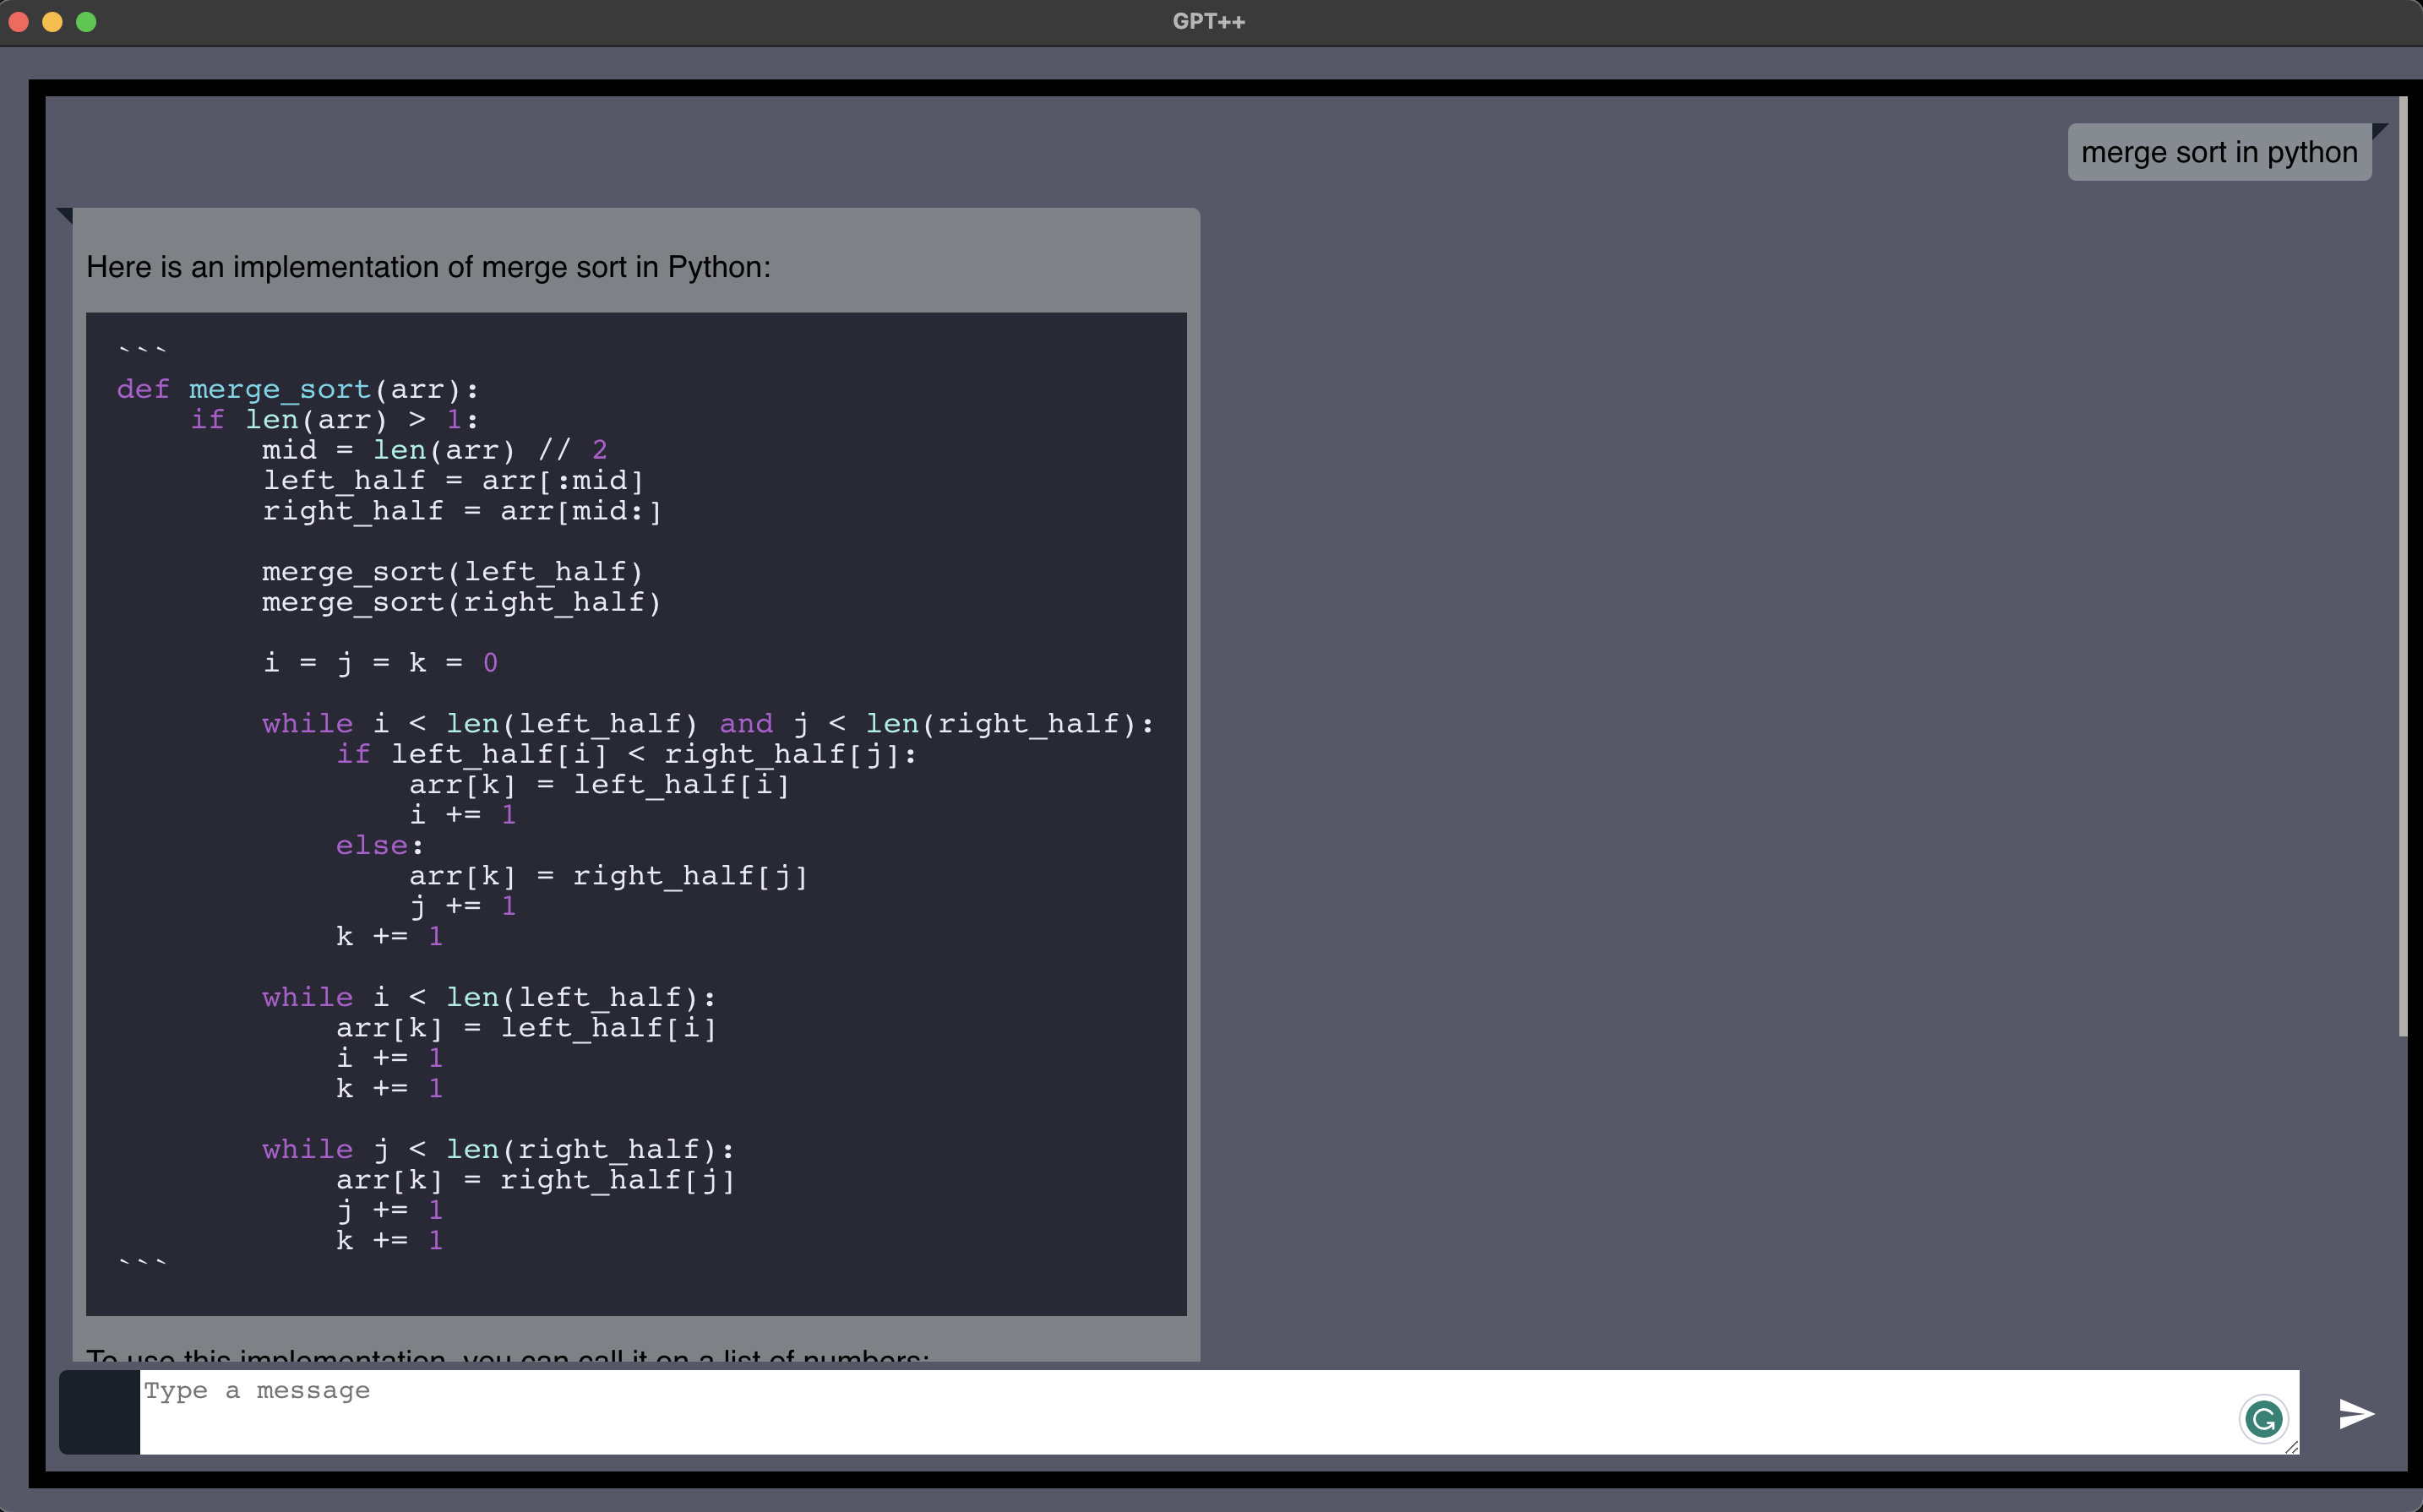 GPT++
merge sort in python
Here is an implementation of merge sort in Python:
```
def merge_sort(arr):
    if len(arr) > 1:
        mid = len(arr) // 2
        left_half = arr[:mid]
        right_half = arr[mid:]

        merge_sort(left_half)
        merge_sort(right_half)

        i = j = k = 0

        while i < len(left_half) and j < len(right_half):
            if left_half[i] < right_half[j]:
                arr[k] = left_half[i]
                i += 1
            else:
                arr[k] = right_half[j]
                j += 1
            k += 1

        while i < len(left_half):
            arr[k] = left_half[i]
            i += 1
            k += 1

        while j < len(right_half):
            arr[k] = right_half[j]
            j += 1
            k += 1
```
To use this implementation, you can call it on a list of numbers:
Type a message